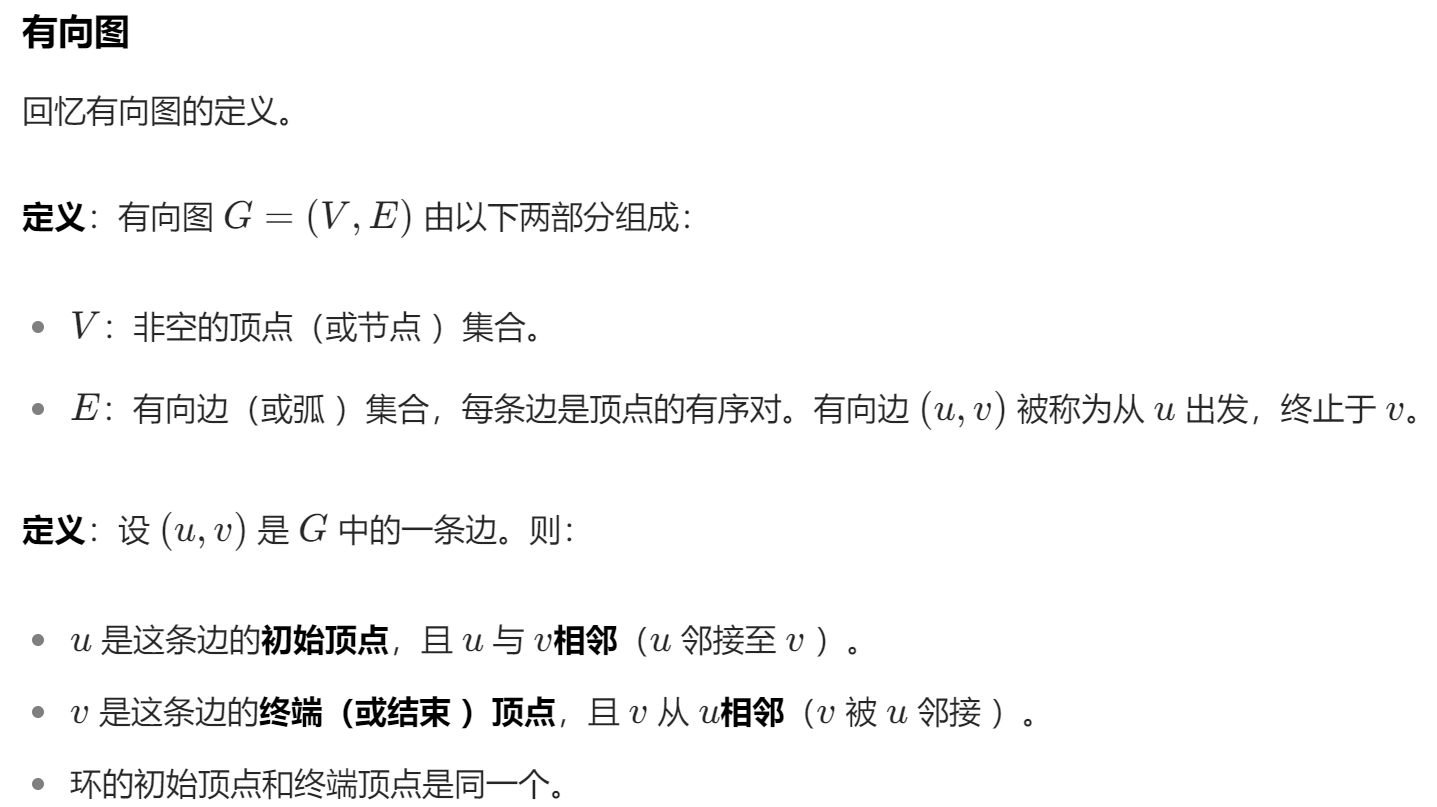 有向图
回忆有向图的定义。
定义：有向图 G = (V, E) 由以下两部分组成：
• V：非空的顶点（或节点 ）集合。
• E：有向边（或弧 ）集合，每条边是顶点的有序对。有向边 (u, v) 被称为从 u 出发，终止于 v。
定义：设 (u, v) 是 G 中的一条边。则：
• u 是这条边的初始顶点，且 u 与 v相邻（u 邻接至 v ）。
• v 是这条边的终端（或结束 ）顶点，且 v 从 u相邻（v 被 u 邻接 ）。
• 环的初始顶点和终端顶点是同一个。